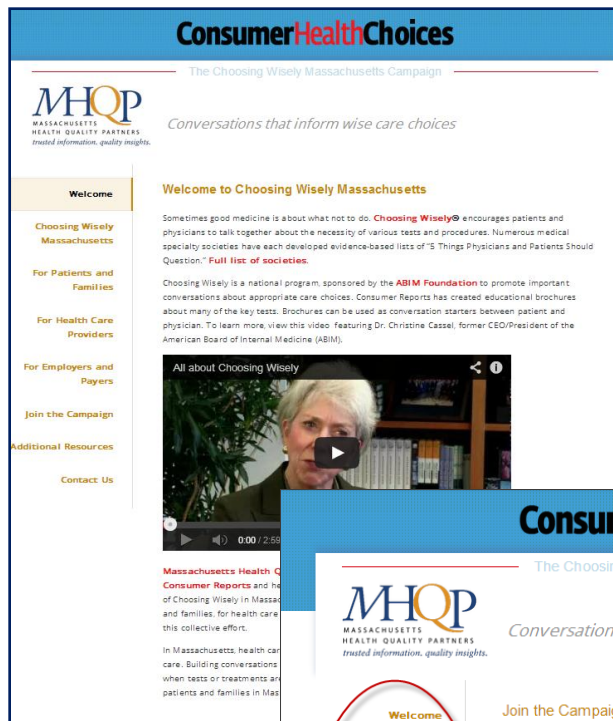 ConsumerHealthChoices
The Choosing Wisely Massachusetts Campaign
MHQP
MASSACHUSETTS
HEALTH QUALITY PARTNERS
trusted information. quality insights.
Conversations that inform wise care choices
Welcome
Choosing Wisely
Massachusetts
For Patients and
Families
For Health Care
Providers
For Employers and
Payers
Join the Campaign
Additional Resources
Contact Us
Welcome to Choosing Wisely Massachusetts
Sometimes good medicine is about what not to do. Choosing Wisely® encourages patients and
physicians to talk together about the necessity of various tests and procedures. Numerous medical
specialty societies have each developed evidence-based lists of "5 Things Physicians and Patients Should
Question." Full list of societies.
Choosing Wisely is a national program, sponsored by the ABIM Foundation to promote important
conversations about appropriate care choices. Consumer Reports has created educational brochures
about many of the key tests. Brochures can be used as conversation starters between patient and
physician. To learn more, view this video featuring Dr. Christine Cassel, former CEO/President of the
American Board of Internal Medicine (ABIM).
All about Choosing Wisely
0:00 / 2:59
Massachusetts Health
Consumer Reports and
of Choosing Wisely in
and families, for health care
this collective effort.
In Massachusetts, health
care. Building conversations
when tests or treatments
patients and families in
The
MHQP
MASSACHUSETTS
HEALTH QUALITY PARTNERS
trusted information. quality insights.
Welcome
Join the